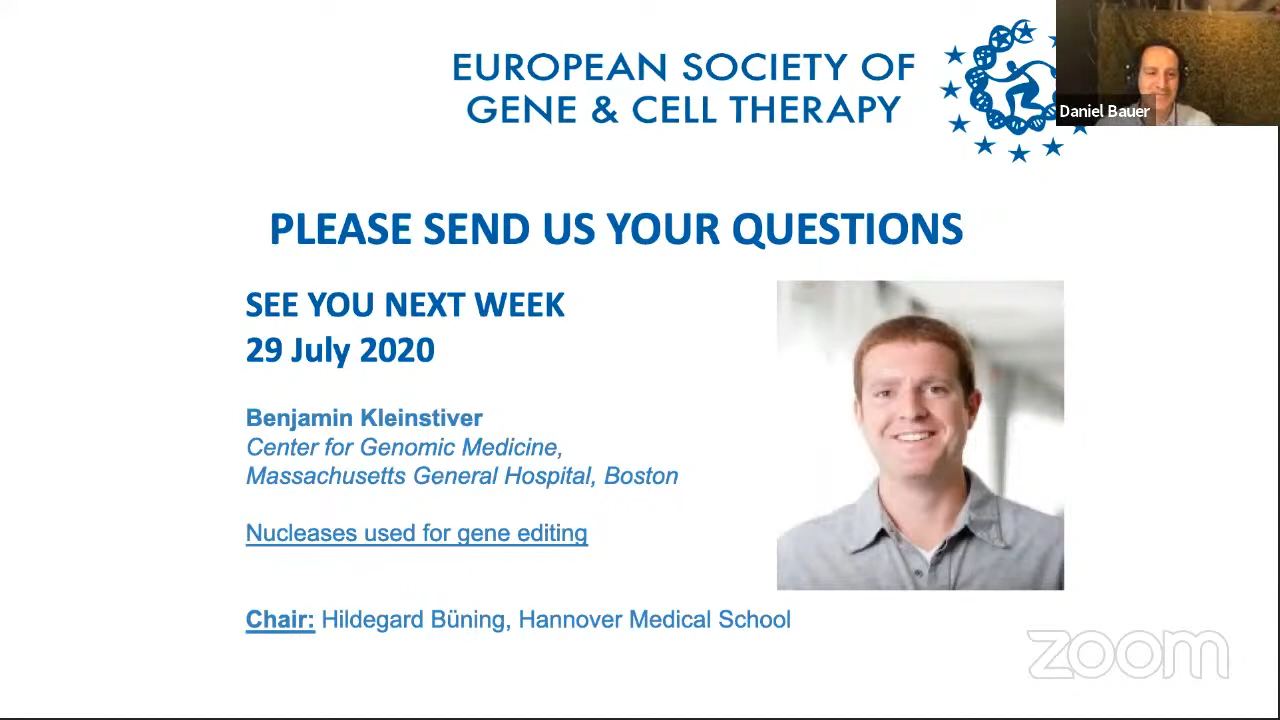 EUROPEAN SOCIETY OF
GENE & CELL THERAPY
Daniel Bauer
PLEASE SEND US YOUR QUESTIONS
SEE YOU NEXT WEEK
29 July 2020
Benjamin Kleinstiver
Center for Genomic Medicine,
Massachusetts General Hospital, Boston
Nucleases used for gene editing
Chair: Hildegard Büning, Hannover Medical School
zoom